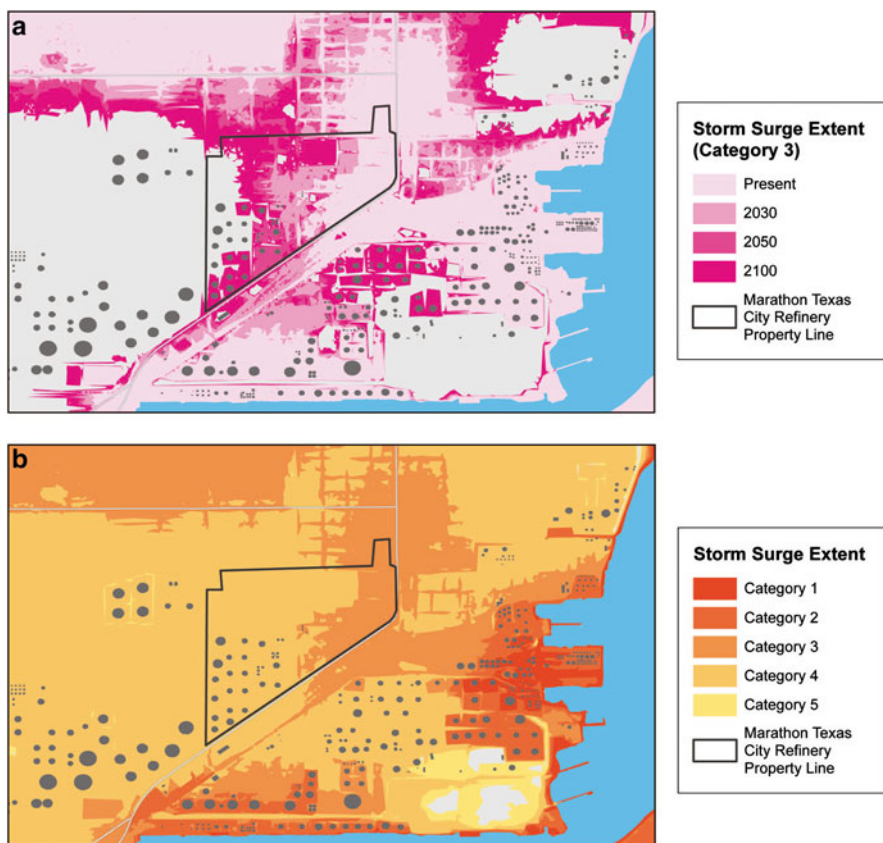 a
Storm Surge Extent
(Category 3)
Present
2030
2050
2100
Marathon Texas
City Refinery
Property Line
b
Storm Surge Extent
Category 1
Category 2
Category 3
Category 4
Category 5
Marathon Texas
City Refinery
Property Line